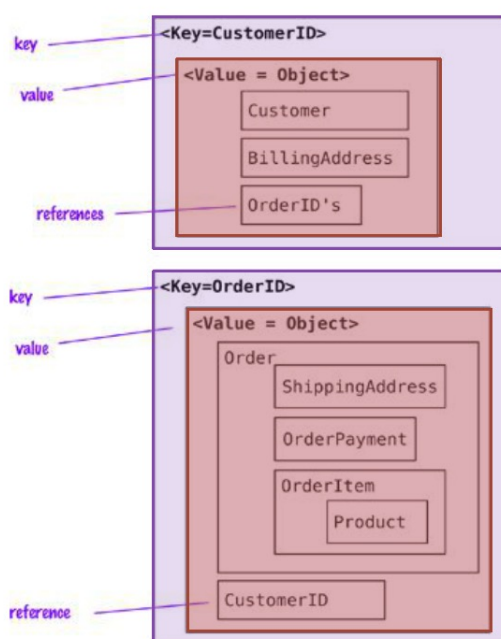 key
<Key=CustomerID>
value
<Value = Object>
Customer
BillingAddress
references
OrderID's
key
<Key=OrderID>
value
<Value = Object>
Order
ShippingAddress
OrderPayment
OrderItem
Product
reference
CustomerID